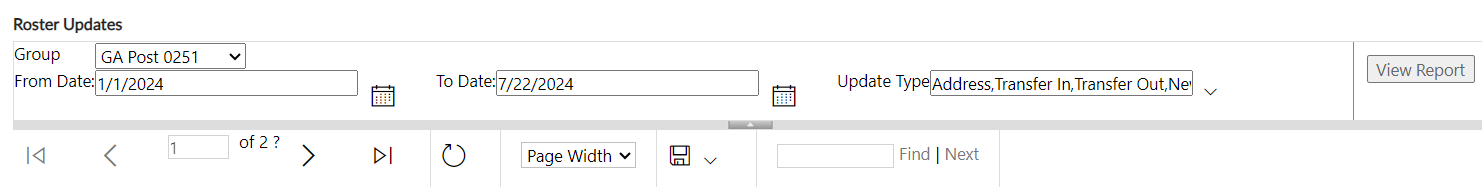 Roster Updates
Group GA Post 0251
From Date: 1/1/2024 To Date: 7/22/2024 Update Type Address,Transfer In,Transfer Out,Ne View Report
1 of 2 ? Page Width Find | Next